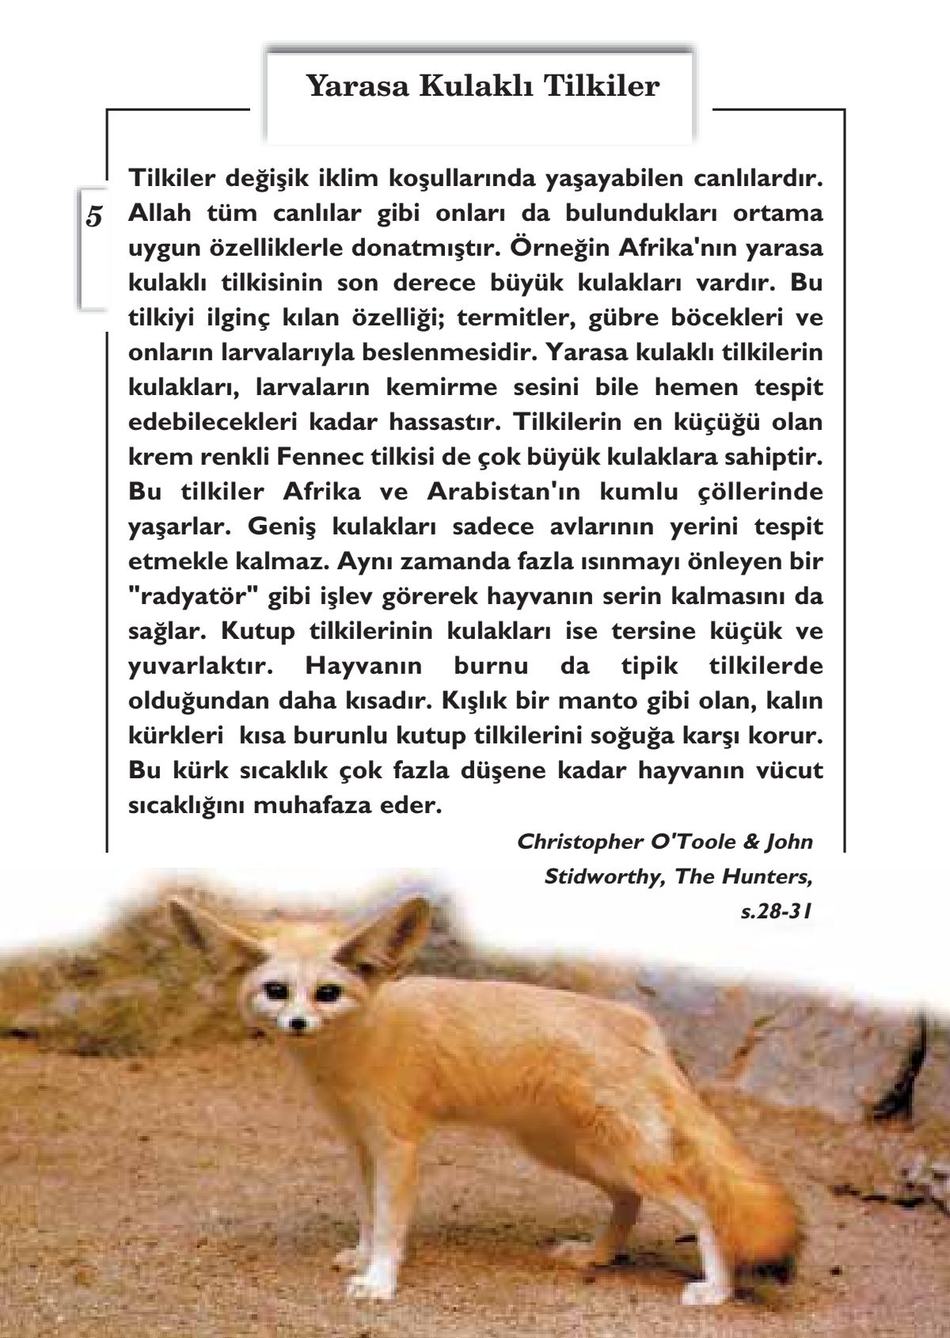 Yarasa Kulaklı Tilkiler
5
Tilkiler değişik iklim koşullarında yaşayabilen canlılardır.
Allah tüm canlılar gibi onları da bulundukları ortama
uygun özelliklerle donatmıştır. Örneğin Afrika'nın yarasa
kulaklı tilkisinin son derece büyük kulakları vardır. Bu
tilkiyi ilginç kılan özelliği; termitler, gübre böcekleri ve
onların larvalarıyla beslenmesidir. Yarasa kulaklı tilkilerin
kulakları, larvaların kemirme sesini bile hemen tespit
edebilecekleri kadar hassastır. Tilkilerin en küçüğü olan
krem renkli Fennec tilkisi de çok büyük kulaklara sahiptir.
Bu tilkiler Afrika ve Arabistan'ın kumlu çöllerinde
yaşarlar. Geniş kulakları sadece avlarının yerini tespit
etmekle kalmaz. Aynı zamanda fazla ısınmayı önleyen bir
"radyatör" gibi işlev görerek hayvanın serin kalmasını da
sağlar. Kutup tilkilerinin kulakları ise tersine küçük ve
yuvarlaktır. Hayvanın burnu da tipik tilkilerde
olduğundan daha kısadır. Kışlık bir manto gibi olan, kalın
kürkleri kısa burunlu kutup tilkilerini soğuğa karşı korur.
Bu kürk sıcaklık çok fazla düşene kadar hayvanın vücut
sıcaklığını muhafaza eder.
Christopher O'Toole & John
Stidworthy, The Hunters,
s.28-31